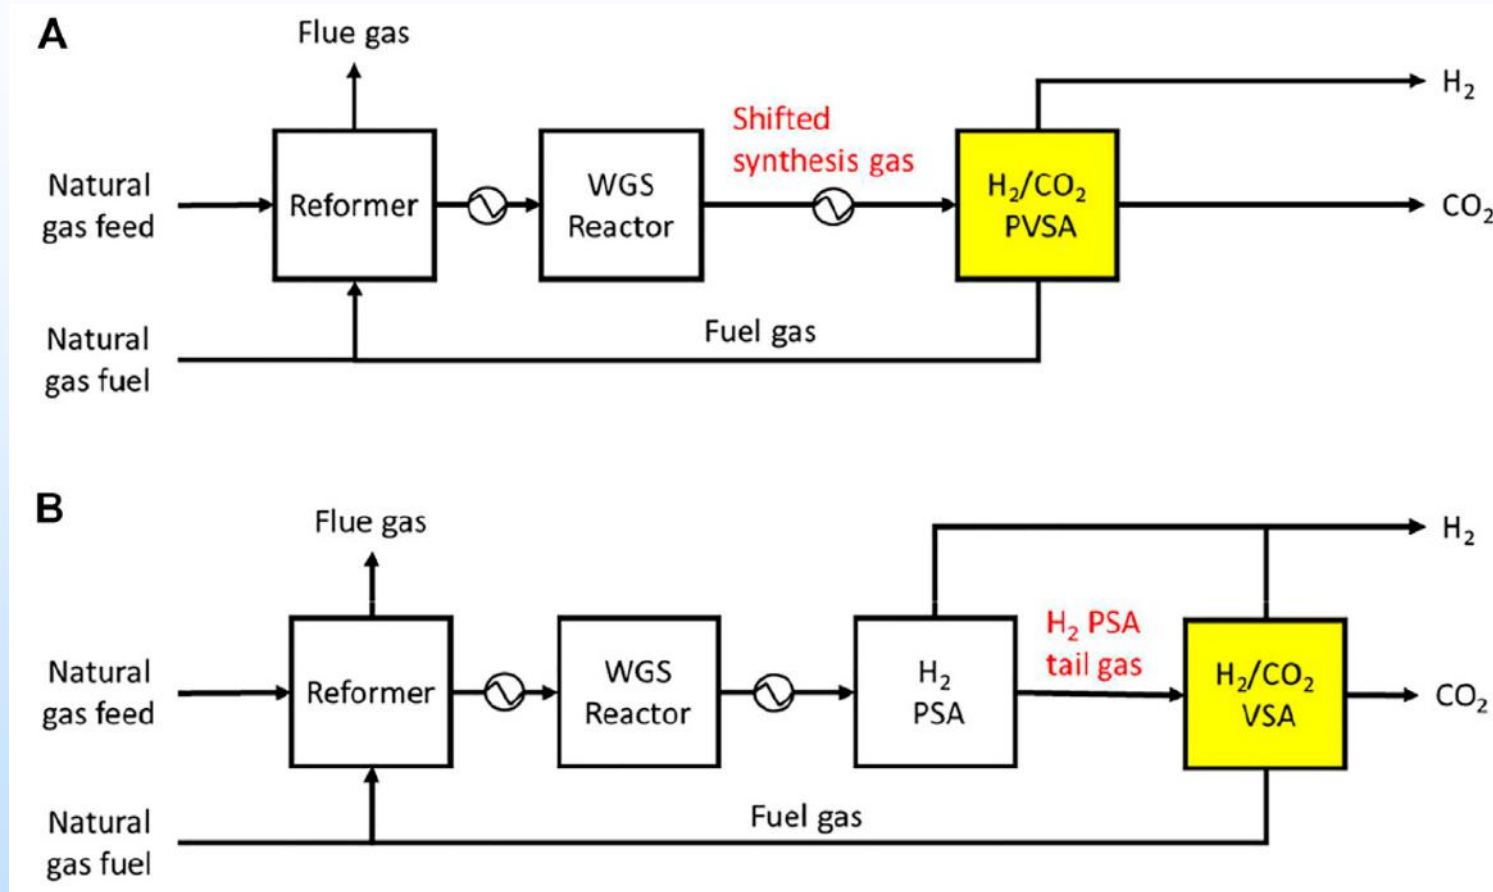 A
Flue gas
H₂
Shifted
synthesis gas
Natural
gas feed
Reformer
WGS
Reactor
H₂/CO₂
PVSA
CO₂
Fuel gas
Natural
gas fuel
B
Flue gas
H₂
H₂ PSA
tail gas
Natural
gas feed
Reformer
WGS
Reactor
H₂
PSA
H₂/CO₂
VSA
CO₂
Fuel gas
Natural
gas fuel